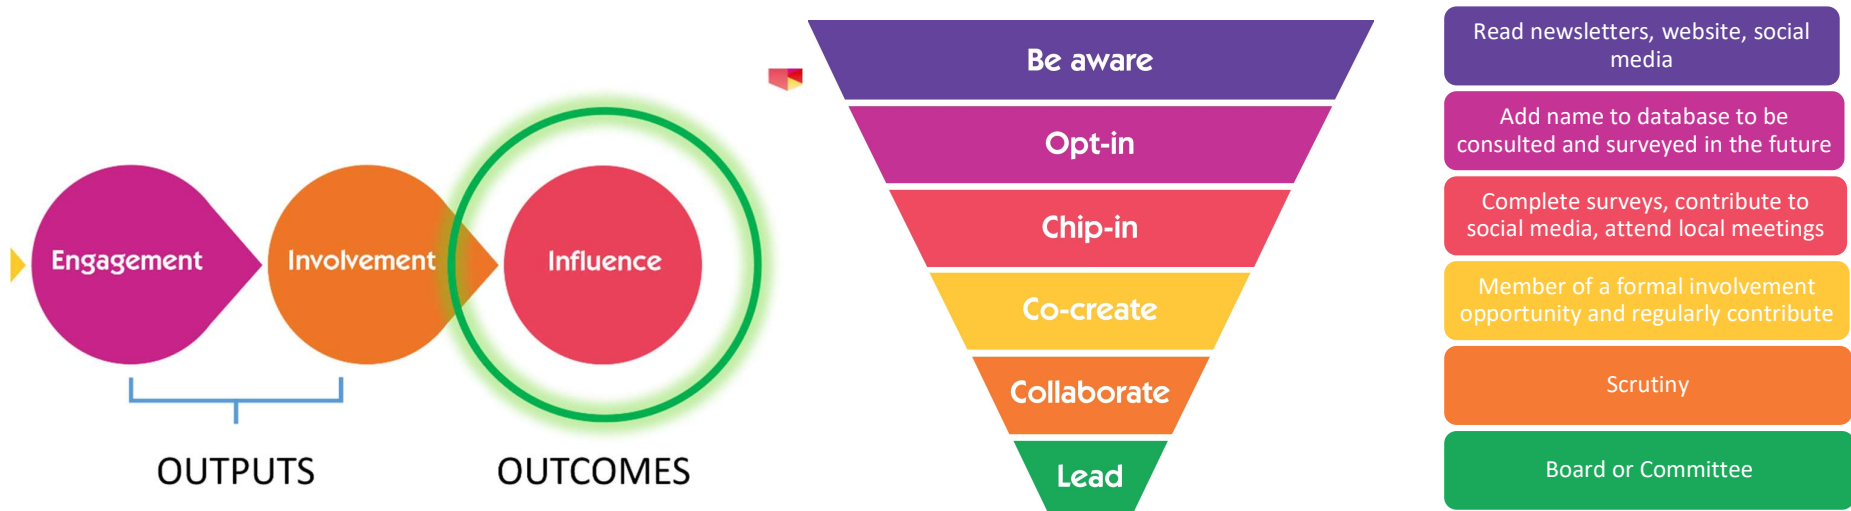 Engagement
Involvement
Influence
OUTPUTS
OUTCOMES
Be aware
Opt-in
Chip-in
Co-create
Collaborate
Lead
Read newsletters, website, social
media
Add name to database to be
consulted and surveyed in the future
Complete surveys, contribute to
social media, attend local meetings
Member of a formal involvement
opportunity and regularly contribute
Scrutiny
Board or Committee